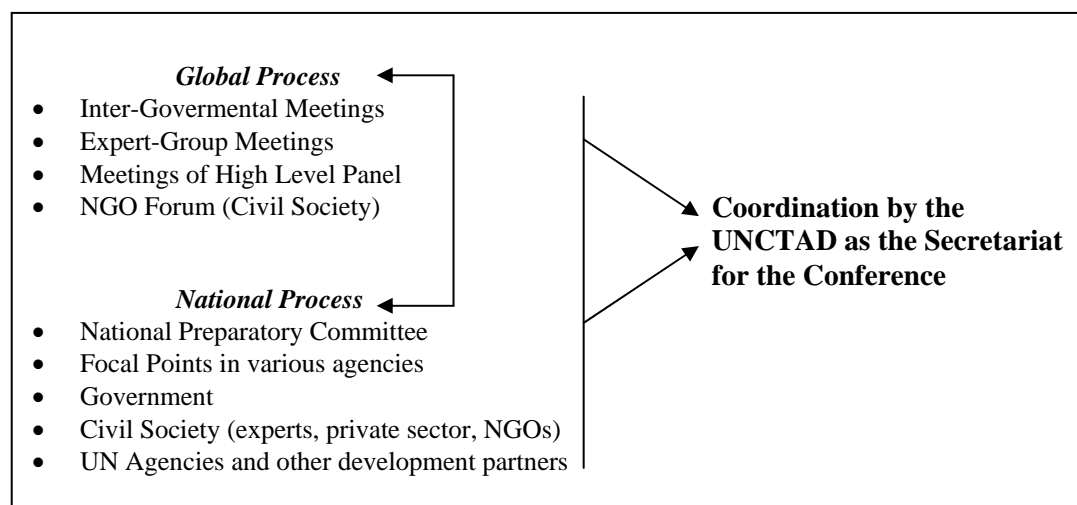 Global Process
• Inter-Govermental Meetings
• Expert-Group Meetings
• Meetings of High Level Panel
• NGO Forum (Civil Society)
Coordination by the
UNCTAD as the Secretariat
for the Conference
National Process
• National Preparatory Committee
• Focal Points in various agencies
• Government
• Civil Society (experts, private sector, NGOs)
• UN Agencies and other development partners